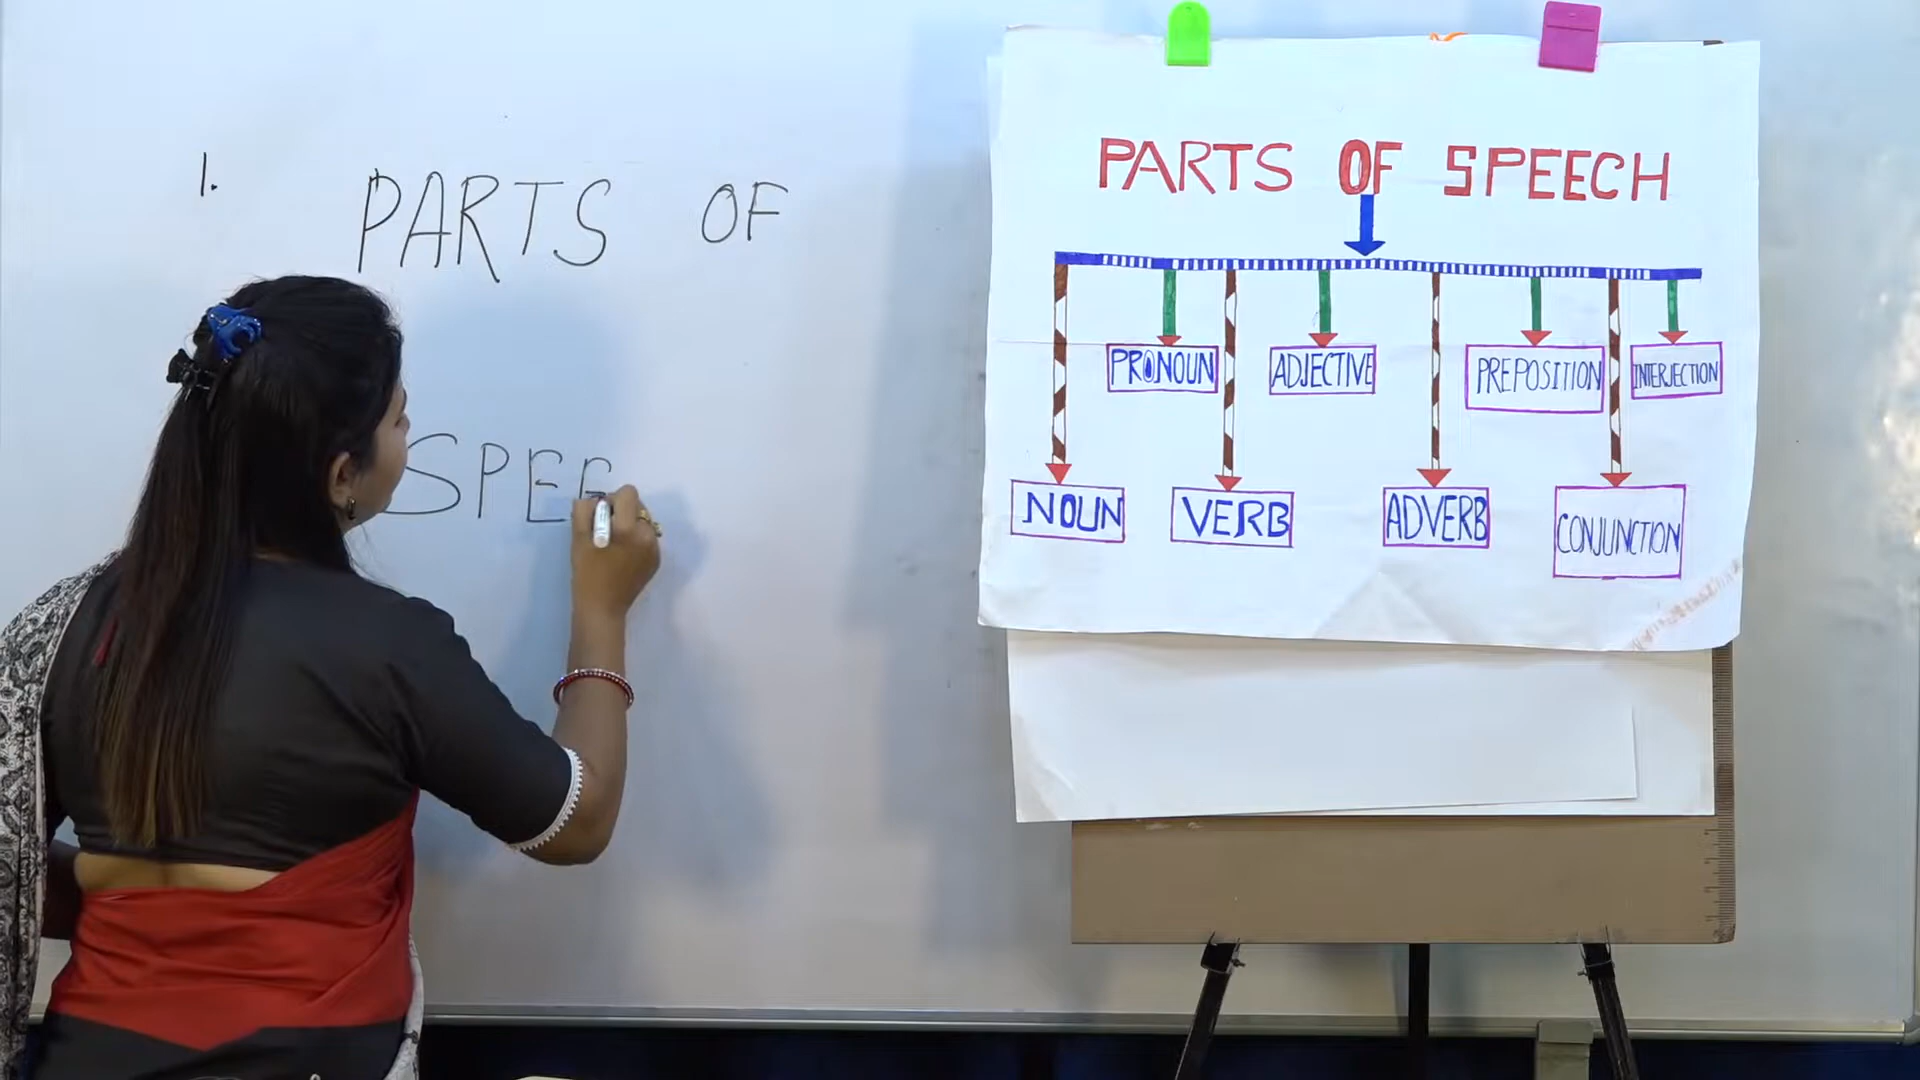 1. PARTS OF
SPEE
PARTS OF SPEECH
PRONOUN ADJECTIVE PREPOSITION INTERJECTION
NOUN VERB ADVERB CONJUNCTION